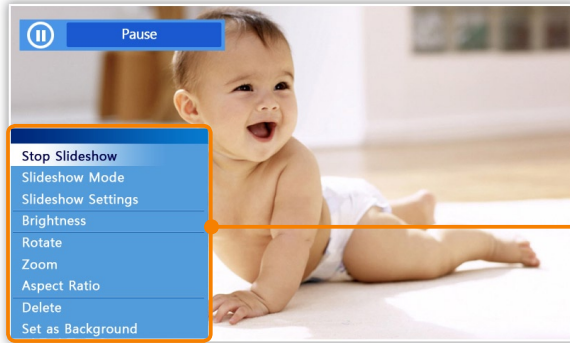 Pause
Stop Slideshow
Slideshow Mode
Slideshow Settings
Brightness
Rotate
Zoom
Aspect Ratio
Delete
Set as Background